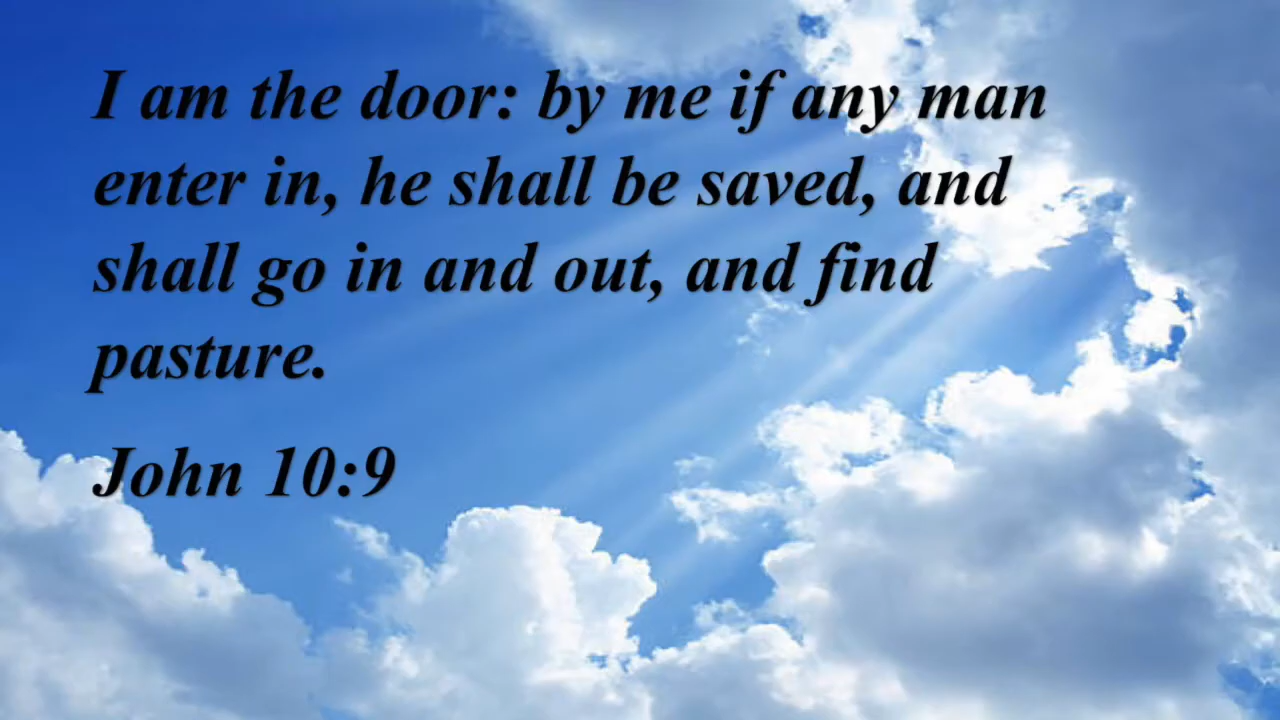 I am the door: by me if any man
enter in, he shall be saved, and
shall go in and out, and find
pasture.
John 10:9